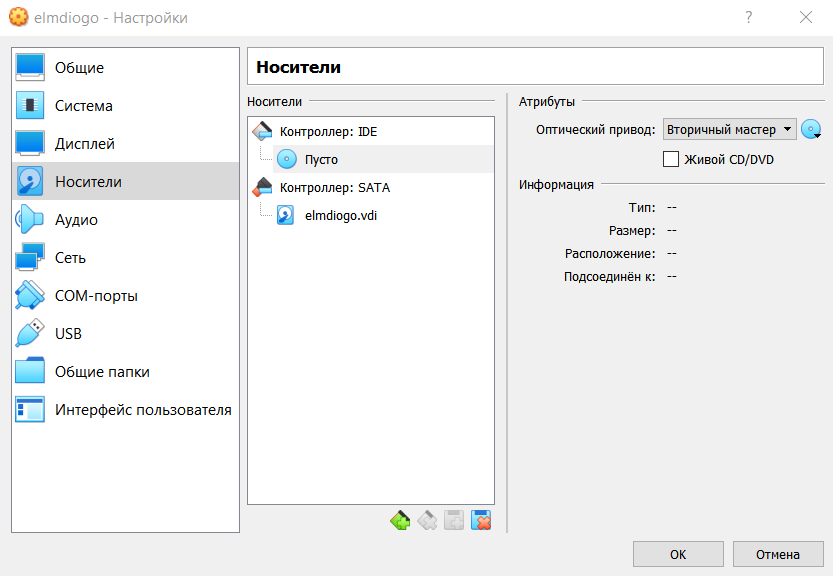 elmdiogo - Настройки
?
Общие
Система
Дисплей
Носители
Аудио
Сеть
COM-порты
USB
Общие папки
Интерфейс пользователя
Носители
Носители
Контроллер: IDE
Пусто
Контроллер: SATA
elmdiogo.vdi
Атрибуты
Оптический привод: Вторичный мастер
Живой CD/DVD
Информация
Тип: --
Размер: --
Расположение: --
Подсоединён к: --
OK Отмена